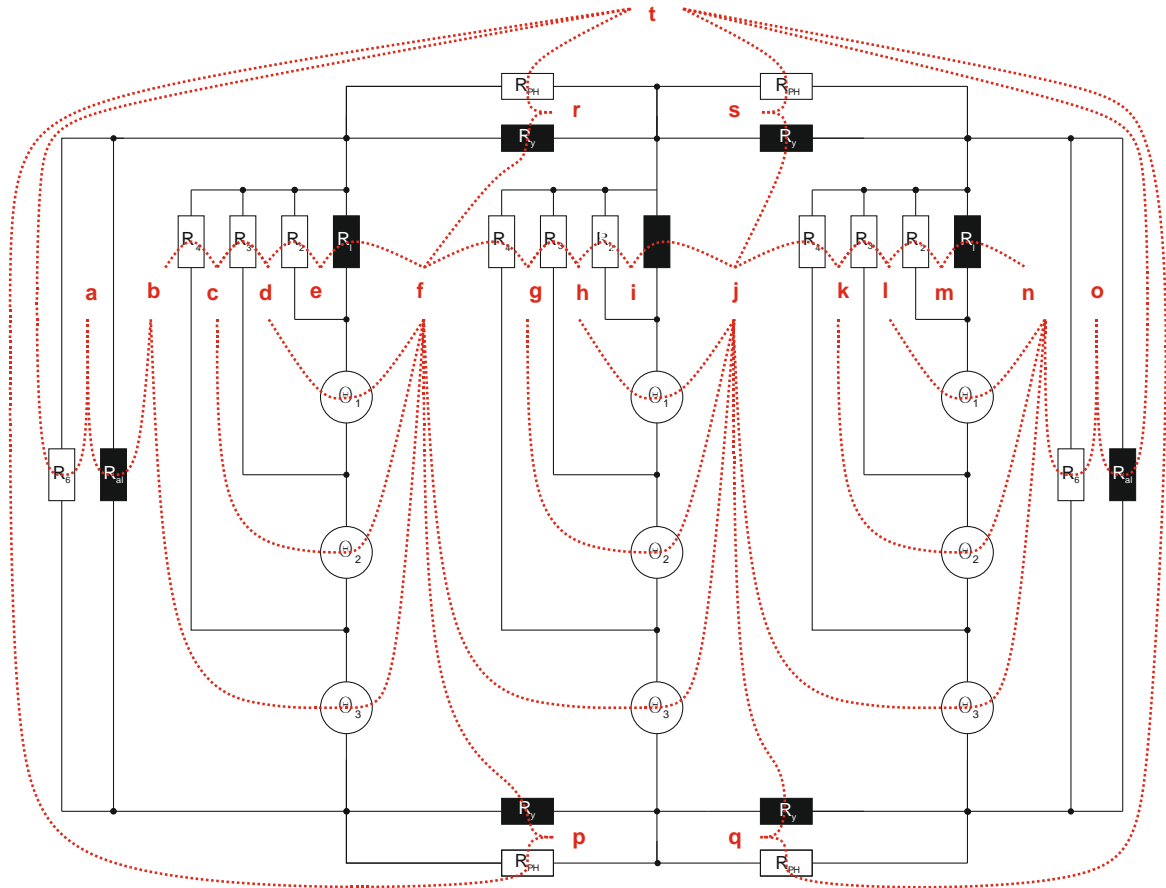 t
R_PH R_PH
r s
R_y R_y
R_4 R_3 R_2 R_1 R_4 R_3 R_2 R_4 R_3 R_2 R_1
a b c d e f g h i j k l m n o
Θ_1 Θ_1 Θ_1
R_6 R_al R_6 R_al
Θ_2 Θ_2 Θ_2
Θ_3 Θ_3 Θ_3
R_y R_y
p q
R_PH R_PH